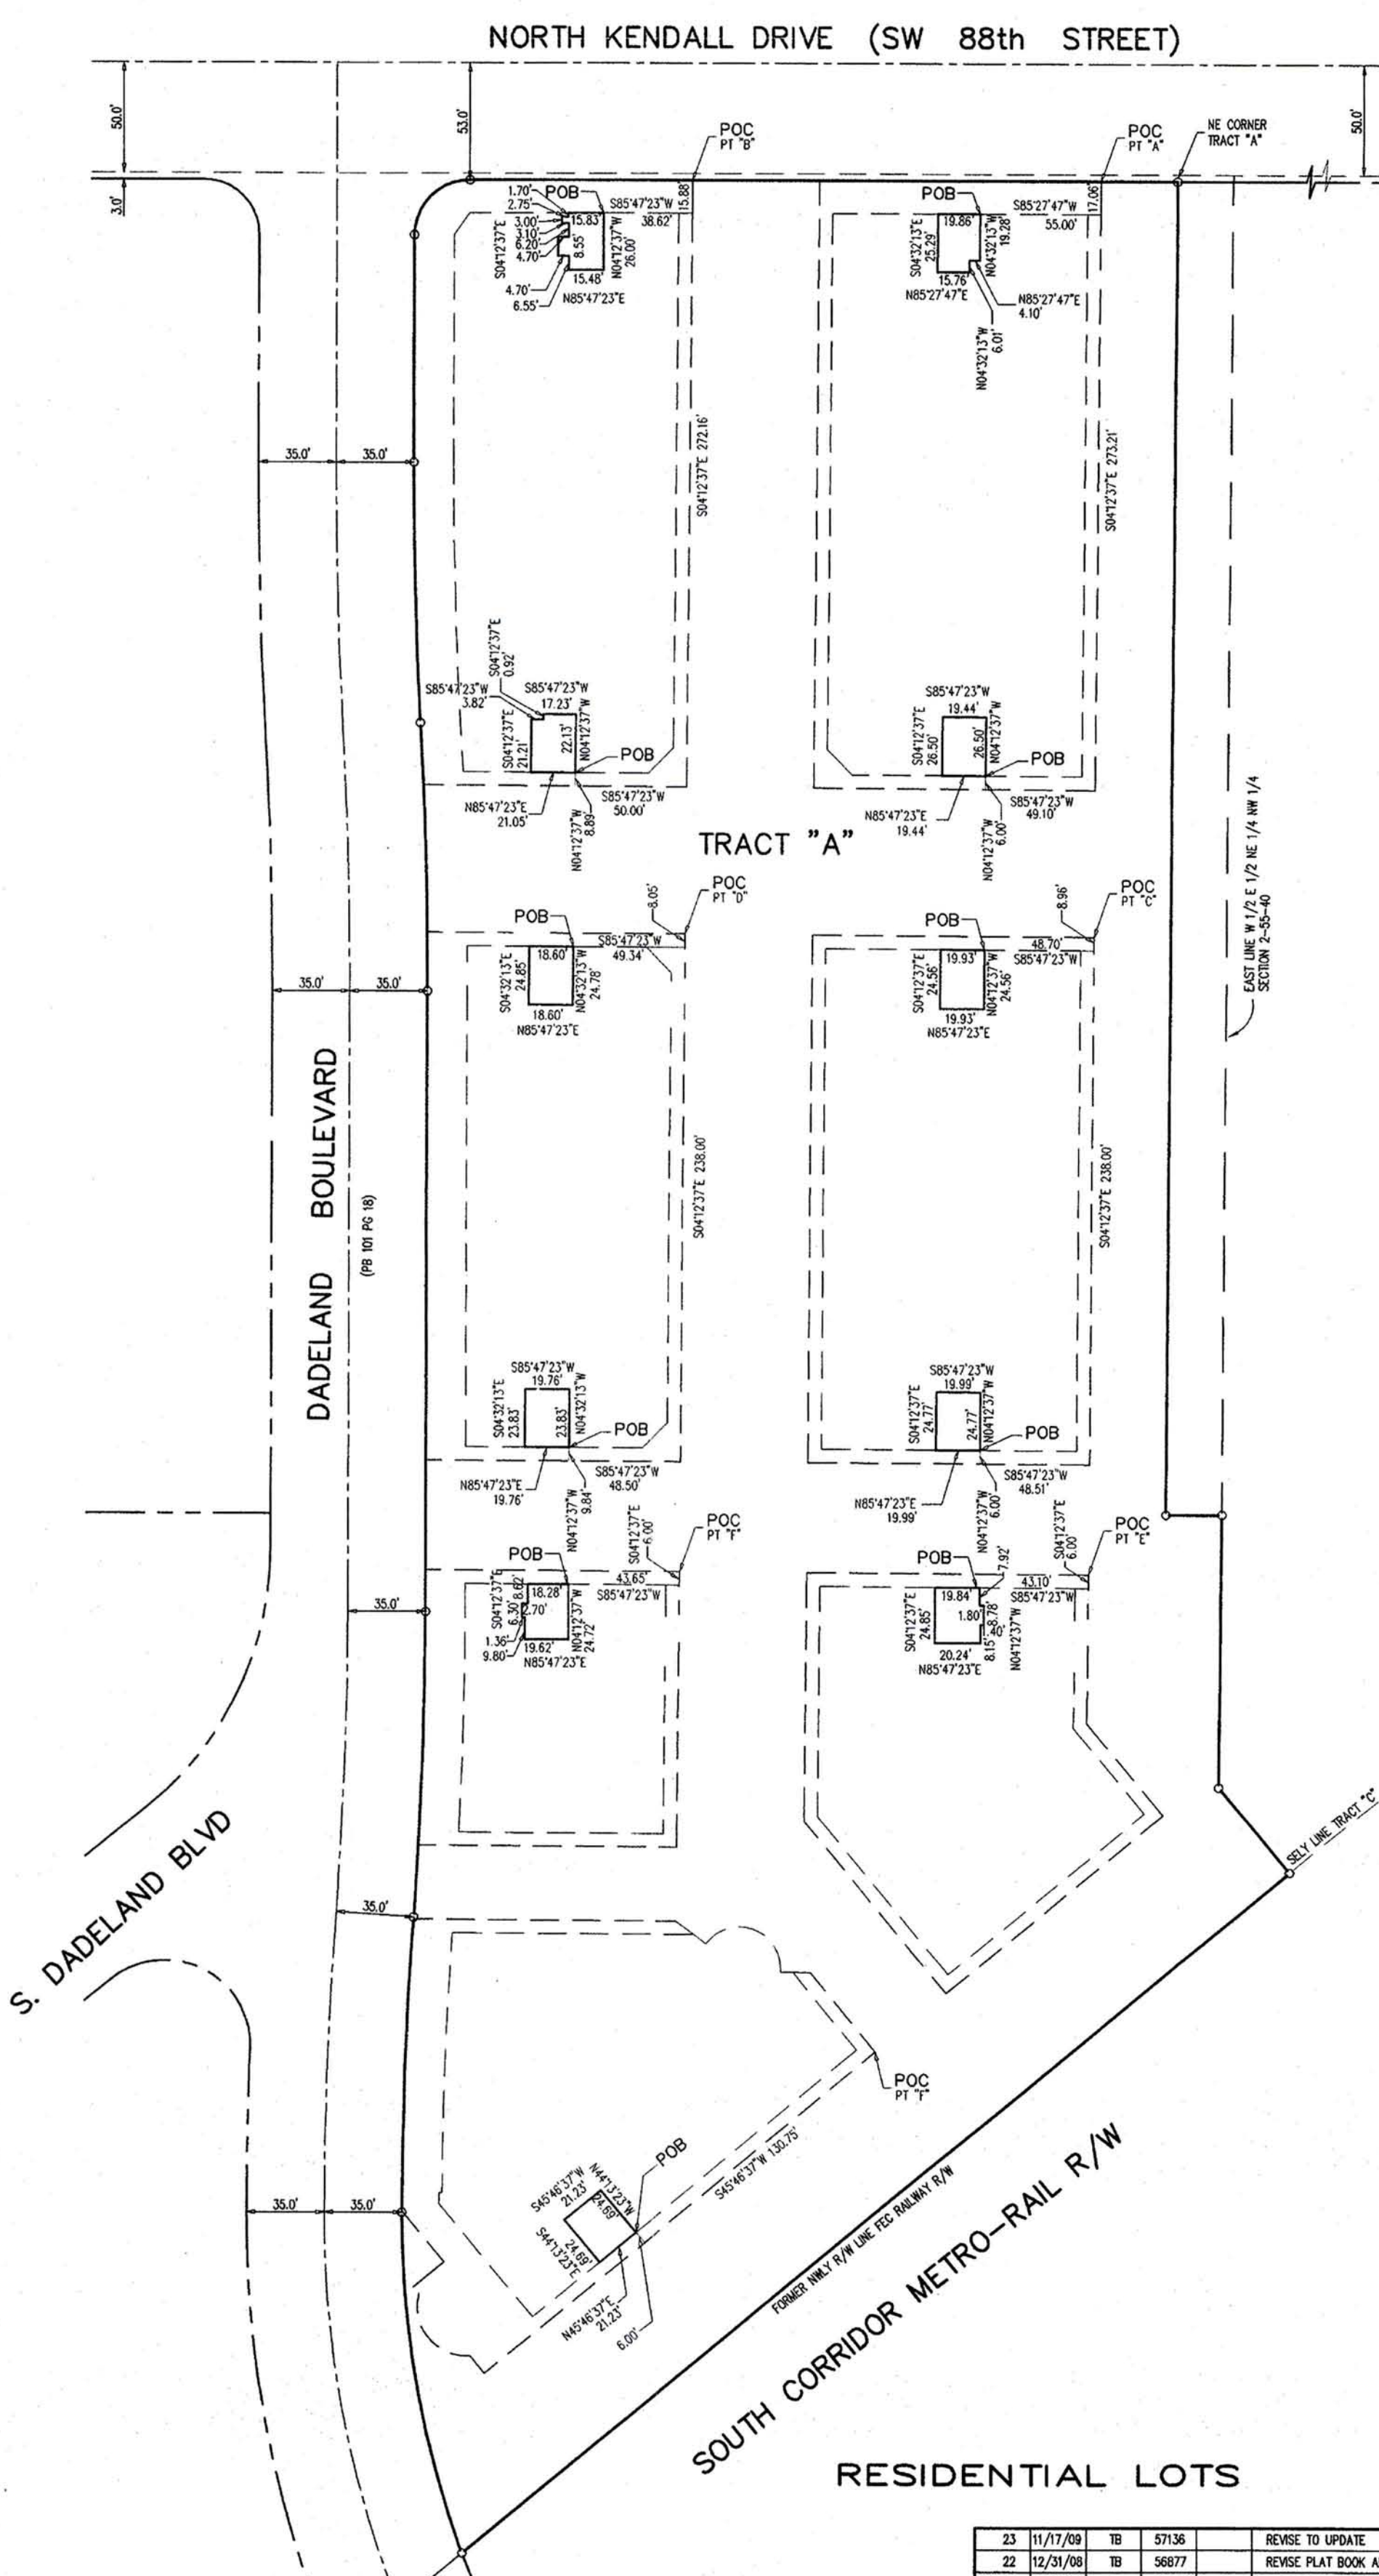 NORTH KENDALL DRIVE (SW 88th STREET)
50.0'
53.0'
50.0'
3.0'
POC
PT "B"
POC
PT "A"
NE CORNER
TRACT "A"
1.70'
2.75'
3.00'
3.10'
6.20'
4.70'
POB
15.83'
S85°47'23"W
38.62'
15.88'
S04°12'37"E
8.55'
N04°12'37"W
26.00'
4.70'
6.55'
15.48'
N85°47'23"E
POB
19.86'
S85°27'47"W
55.00'
17.06'
S04°32'13"E
25.29'
N04°32'13"W
19.28'
15.76'
N85°27'47"E
N85°27'47"E
4.10'
N04°32'13"W
6.01'
35.0'
35.0'
S04°12'37"E 272.16'
S04°12'37"E 273.21'
S04°12'37"E
0.92'
S85°47'23"W
3.82'
S85°47'23"W
17.23'
S04°12'37"E
21.21'
22.13'
N04°12'37"W
POB
N85°47'23"E
21.05'
N04°12'37"W
8.89'
S85°47'23"W
50.00'
S85°47'23"W
19.44'
S04°12'37"E
26.50'
26.50'
N04°12'37"W
POB
N85°47'23"E
19.44'
N04°12'37"W
6.00'
S85°47'23"W
49.10'
TRACT "A"
EAST LINE W 1/2 E 1/2 NE 1/4 NW 1/4
SECTION 2-55-40
POC
PT "D"
8.05'
POB
18.60'
S85°47'23"W
49.34'
S04°32'13"E
24.85'
N04°32'13"W
24.78'
18.60'
N85°47'23"E
POC
PT "C"
8.96'
POB
19.93'
48.70'
S85°47'23"W
S04°12'37"E
24.56'
N04°12'37"W
24.56'
19.93'
N85°47'23"E
35.0'
35.0'
DADELAND BOULEVARD
(PB 101 PG 18)
S04°12'37"E 238.00'
S04°12'37"E 238.00'
S85°47'23"W
19.76'
S04°32'13"E
23.83'
23.83'
N04°32'13"W
POB
N85°47'23"E
19.76'
N04°12'37"W
9.84'
S85°47'23"W
48.50'
S85°47'23"W
19.99'
S04°12'37"E
24.77'
24.77'
N04°12'37"W
POB
N85°47'23"E
19.99'
N04°12'37"W
6.00'
S85°47'23"W
48.51'
S04°12'37"E
6.00'
POC
PT "F"
POB
18.28'
43.65'
S85°47'23"W
S04°12'37"E
6.30'
8.62'
2.70'
N04°12'37"W
24.72'
1.36'
9.80'
19.62'
N85°47'23"E
S04°12'37"E
6.00'
POC
PT "E"
POB
7.92'
19.84'
43.10'
S85°47'23"W
S04°12'37"E
24.85'
1.80'
8.78'
.40'
8.15'
N04°12'37"W
20.24'
N85°47'23"E
35.0'
S. DADELAND BLVD
35.0'
SELY LINE TRACT "C"
POC
PT "F"
POB
S45°46'37"W 130.75'
S45°46'37"W
21.23'
N44°13'23"W
24.69'
S44°13'23"E
24.69'
N45°46'37"E
21.23'
6.00'
35.0'
35.0'
FORMER NWLY R/W LINE FEC RAILWAY R/W
SOUTH CORRIDOR METRO-RAIL R/W
RESIDENTIAL LOTS
23 11/17/09 TB 57136 REVISE TO UPDATE
22 12/31/08 TB 56877 REVISE PLAT BOOK